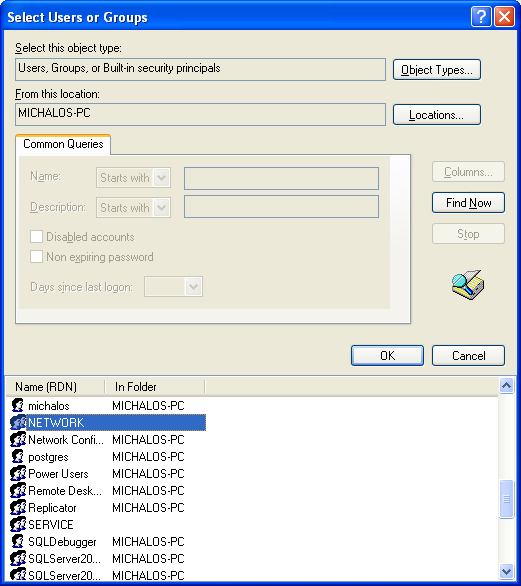 Select Users or Groups
Select this object type:
Users, Groups, or Built-in security principals
Object Types...
From this location:
MICHALOS-PC
Locations...
Common Queries
Name: Starts with
Description: Starts with
Disabled accounts
Non expiring password
Days since last logon:
Columns...
Find Now
Stop
OK Cancel
Name (RDN) In Folder
michalos MICHALOS-PC
NETWORK
Network Confi... MICHALOS-PC
postgres MICHALOS-PC
Power Users MICHALOS-PC
Remote Desk... MICHALOS-PC
Replicator MICHALOS-PC
SERVICE
SQLDebugger MICHALOS-PC
SQLServer20... MICHALOS-PC
SQLServer20... MICHALOS-PC